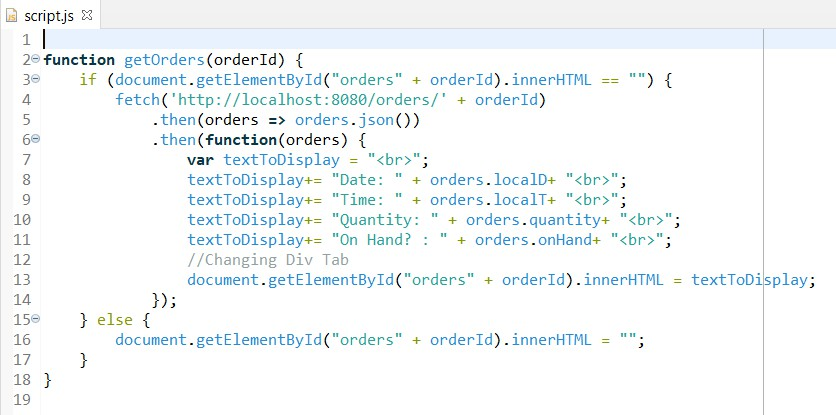 script.js
1
2 function getOrders(orderId) {
3     if (document.getElementById("orders" + orderId).innerHTML == "") {
4         fetch('http://localhost:8080/orders/' + orderId)
5             .then(orders => orders.json())
6             .then(function(orders) {
7                 var textToDisplay = "<br>";
8                 textToDisplay+= "Date: " + orders.localD+ "<br>";
9                 textToDisplay+= "Time: " + orders.localT+ "<br>";
10                 textToDisplay+= "Quantity: " + orders.quantity+ "<br>";
11                 textToDisplay+= "On Hand? : " + orders.onHand+ "<br>";
12                 //Changing Div Tab
13                 document.getElementById("orders" + orderId).innerHTML = textToDisplay;
14             });
15     } else {
16         document.getElementById("orders" + orderId).innerHTML = "";
17     }
18 }
19